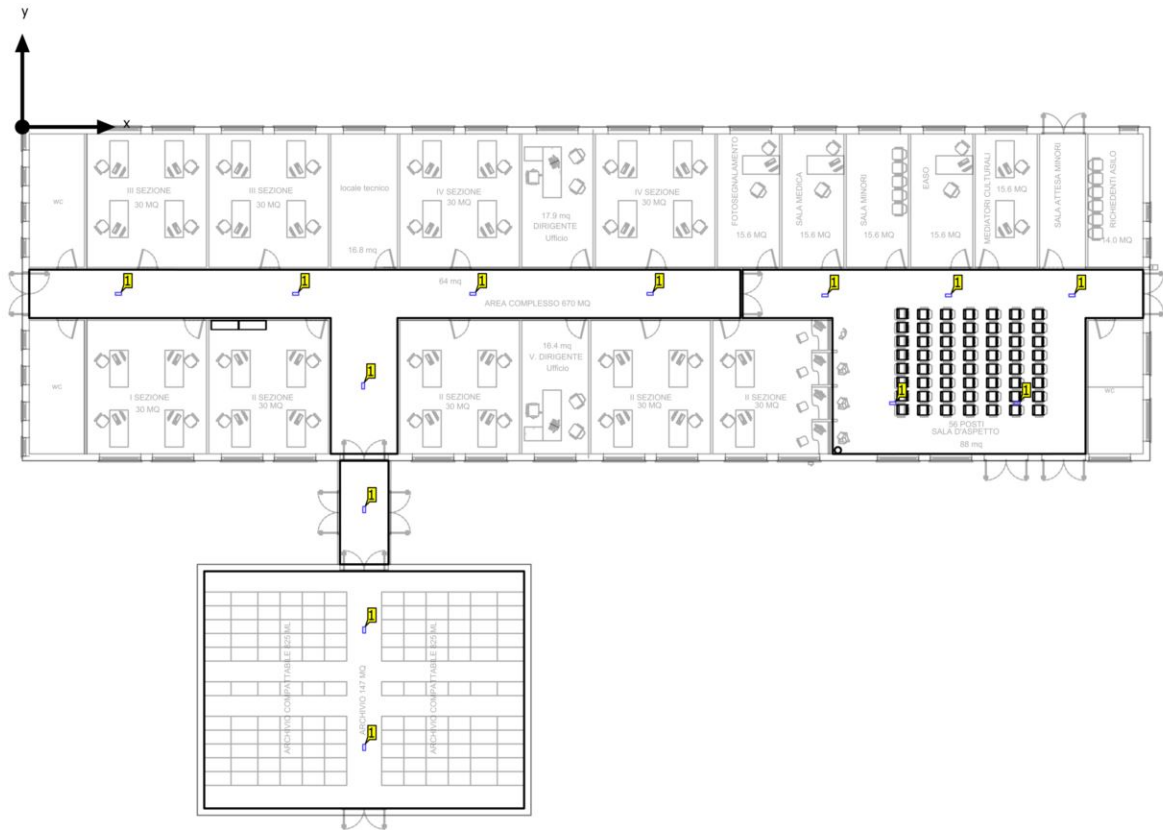 y
x
III SEZIONE
30 MQ
III SEZIONE
30 MQ
locale tecnico
16.8 mq
IV SEZIONE
30 MQ
17.9 mq
DIRIGENTE
Ufficio
IV SEZIONE
30 MQ
FOTOSEGNALAMENTO
15.6 MQ
SALA MEDICA
15.6 MQ
SALA MINORI
15.6 MQ
EASO
15.6 MQ
MEDIATORI CULTURALI
15.6 MQ
SALA ATTESA MINORI
RICHIEDENTI ASILO
14.0 MQ
WC
1
1
1
1
1
1
1
64 mq
AREA COMPLESSO 670 MQ
WC
I SEZIONE
30 MQ
II SEZIONE
30 MQ
1
II SEZIONE
30 MQ
16.4 mq
V. DIRIGENTE
Ufficio
II SEZIONE
30 MQ
II SEZIONE
30 MQ
1
1
56 POSTI
SALA D'ASPETTO
88 mq
WC
1
1
ARCHIVIO COMPATTABILE 825 ML
ARCHIVIO 147 MQ
ARCHIVIO COMPATTABILE 825 ML
1